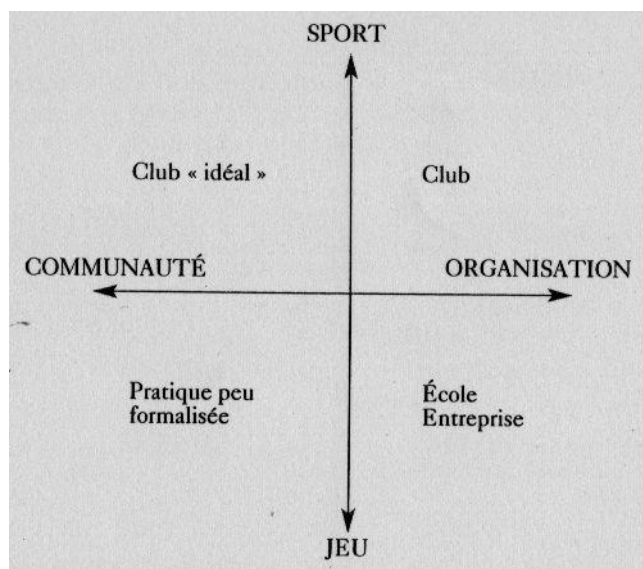 SPORT
Club « idéal »
Club
COMMUNAUTÉ
ORGANISATION
Pratique peu
formalisée
École
Entreprise
JEU